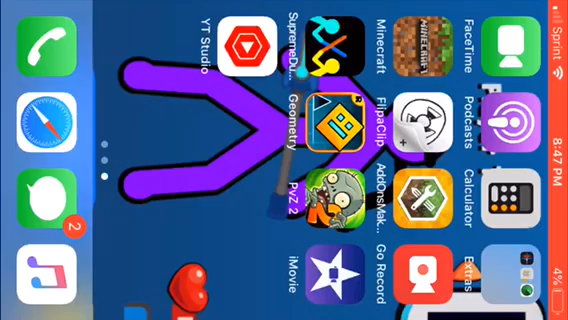 Sprint
8:47 PM
4%
FaceTime
Podcasts
Calculator
Extras
Minecraft
FlipaClip
AddOnsMak...
Go Record
SupremeDu...
Geometry
PvZ 2
iMovie
YT Studio
2
MINECRAFT